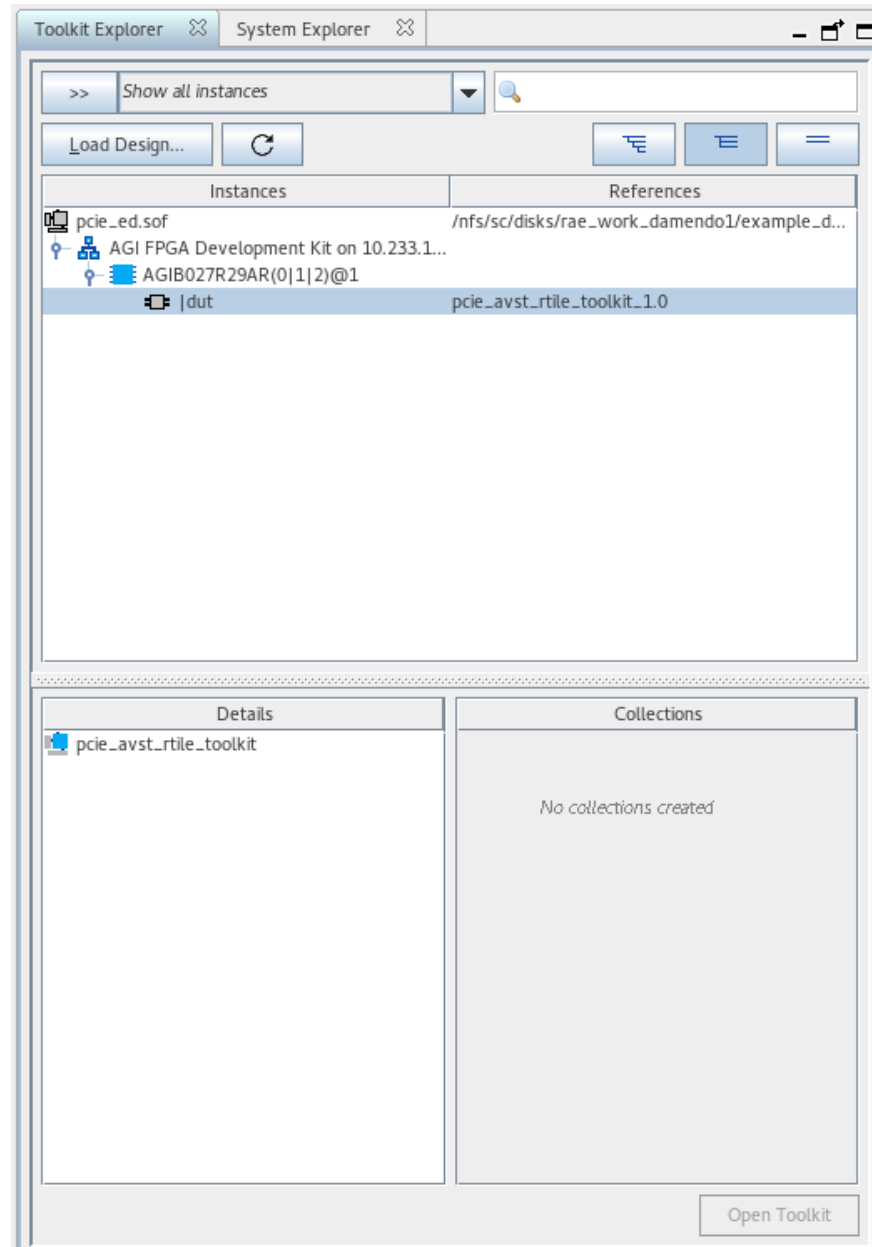 Toolkit Explorer System Explorer
>> Show all instances
Load Design...
Instances References
pcie_ed.sof /nfs/sc/disks/rae_work_damendo1/example_d...
AGI FPGA Development Kit on 10.233.1...
AGIB027R29AR(0|1|2)@1
|dut pcie_avst_rtile_toolkit_1.0
Details Collections
pcie_avst_rtile_toolkit
No collections created
Open Toolkit